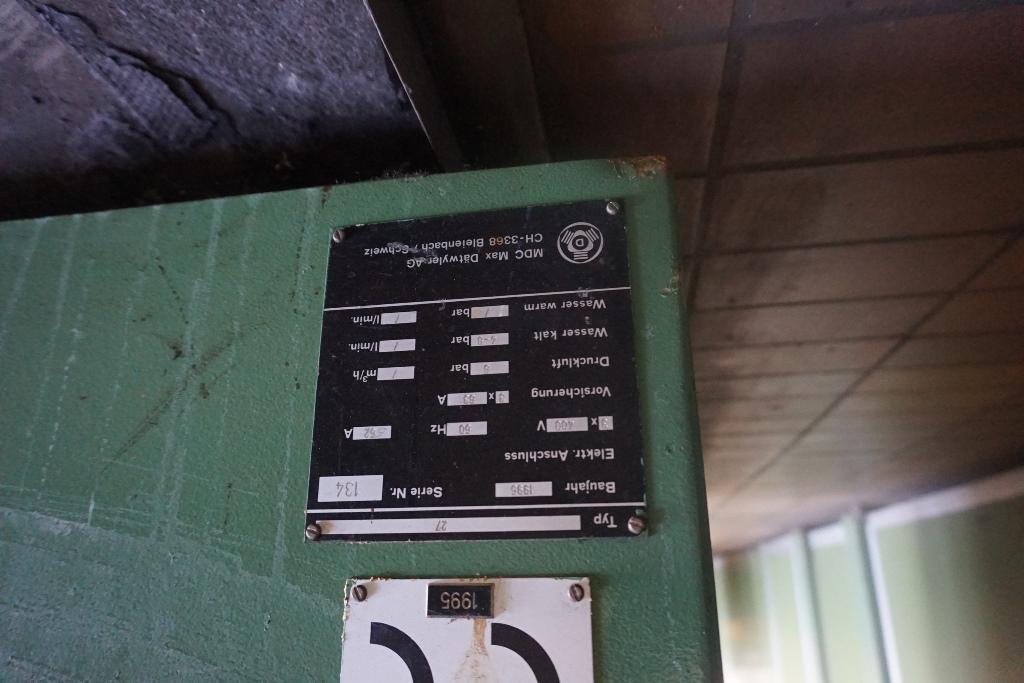 CE
1995
Typ 27
Baujahr 1995 Serie Nr. 134
Elektr. Anschluss
3 x 400 V 50 Hz A
Vorsicherung 3 x 63 A
Druckluft 6 bar / m³/h
Wasser kalt 4-6 bar / l/min.
Wasser warm / bar / l/min.
D
MDC Max Dätwyler AG
CH-3368 Bleienbach / Schweiz